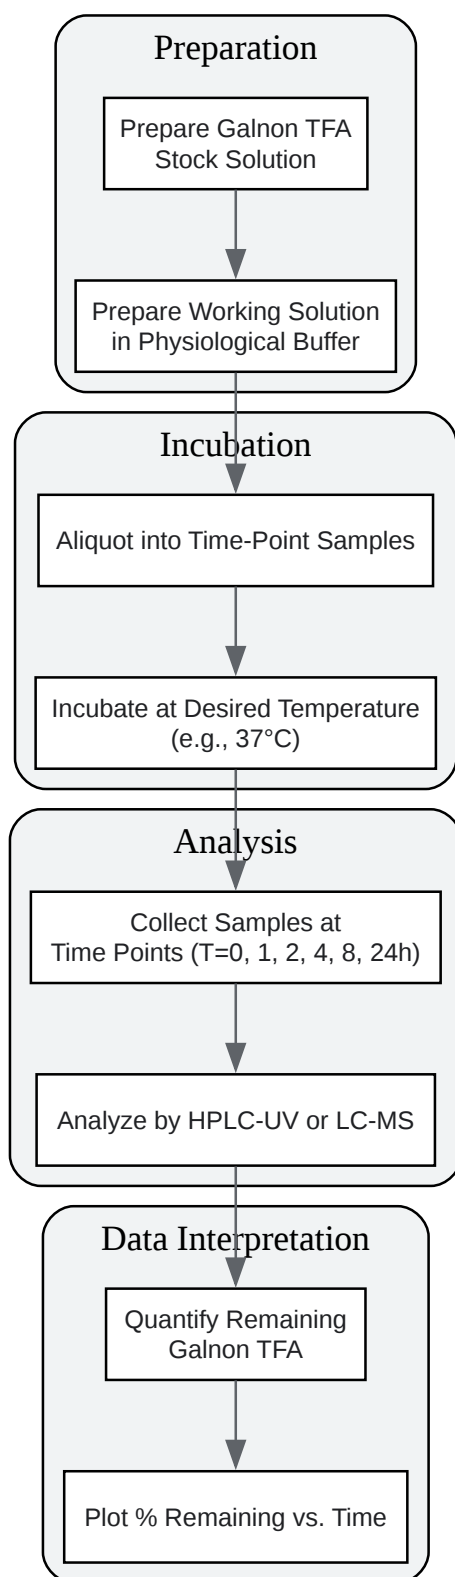 Preparation
Prepare Galnon TFA
Stock Solution
Prepare Working Solution
in Physiological Buffer
Incubation
Aliquot into Time-Point Samples
Incubate at Desired Temperature
(e.g., 37°C)
Analysis
Collect Samples at
Time Points (T=0, 1, 2, 4, 8, 24h)
Analyze by HPLC-UV or LC-MS
Data Interpretation
Quantify Remaining
Galnon TFA
Plot % Remaining vs. Time